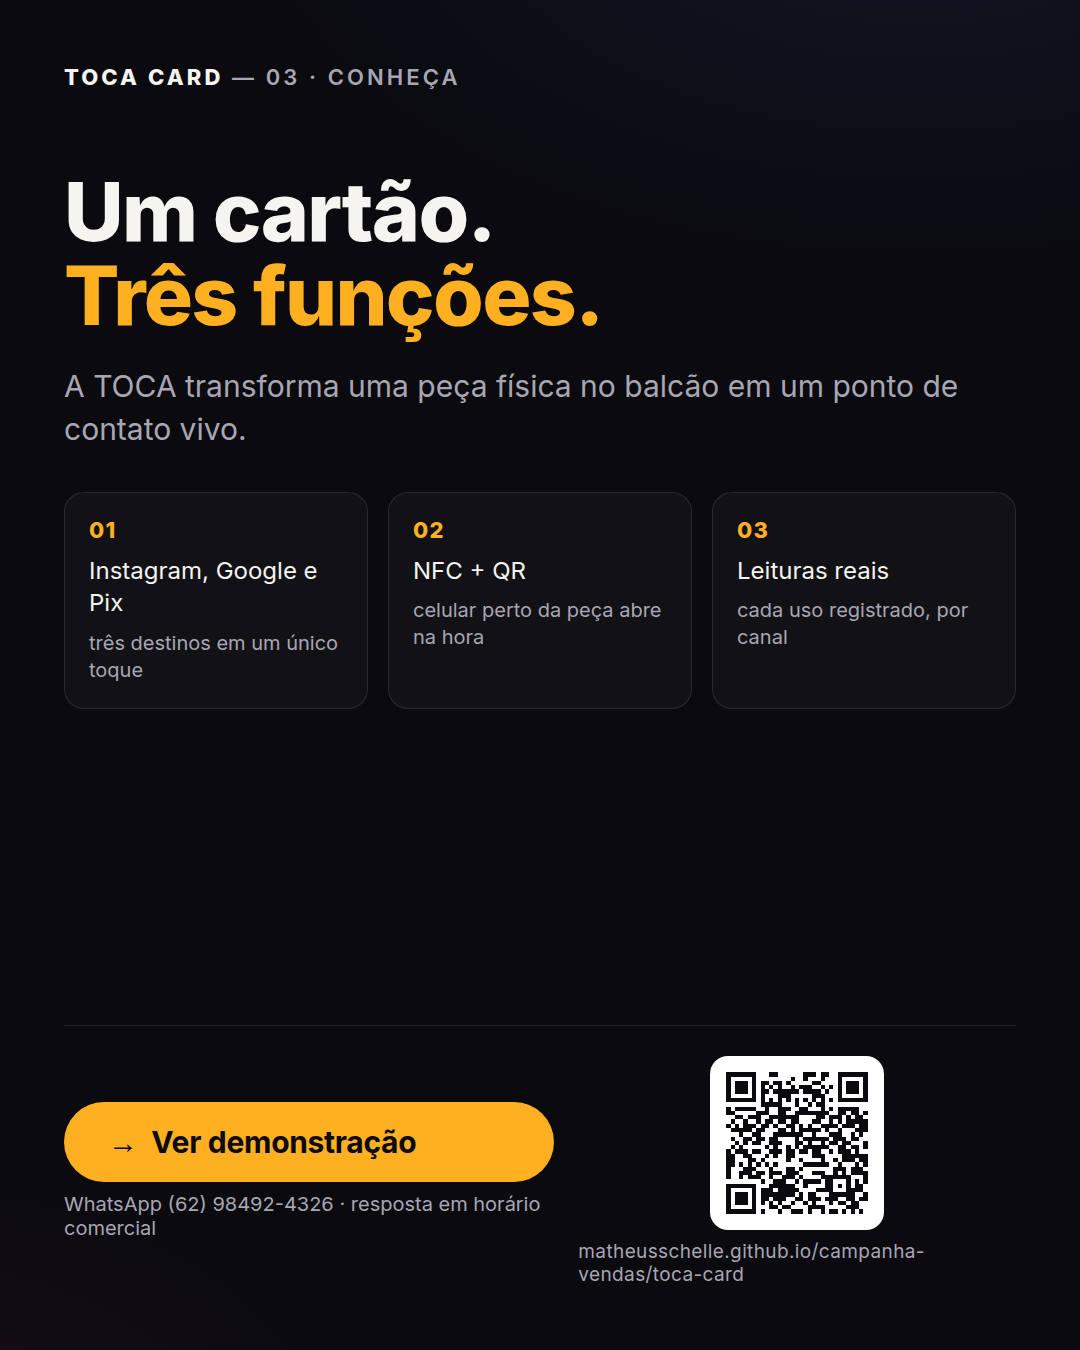 TOCA CARD — 03 · CONHEÇA
Um cartão.
Três funções.
A TOCA transforma uma peça física no balcão em um ponto de
contato vivo.
01
Instagram, Google e
Pix
três destinos em um único
toque
02
NFC + QR
celular perto da peça abre
na hora
03
Leituras reais
cada uso registrado, por
canal
→ Ver demonstração
WhatsApp (62) 98492-4326 · resposta em horário
comercial
matheusschelle.github.io/campanha-
vendas/toca-card